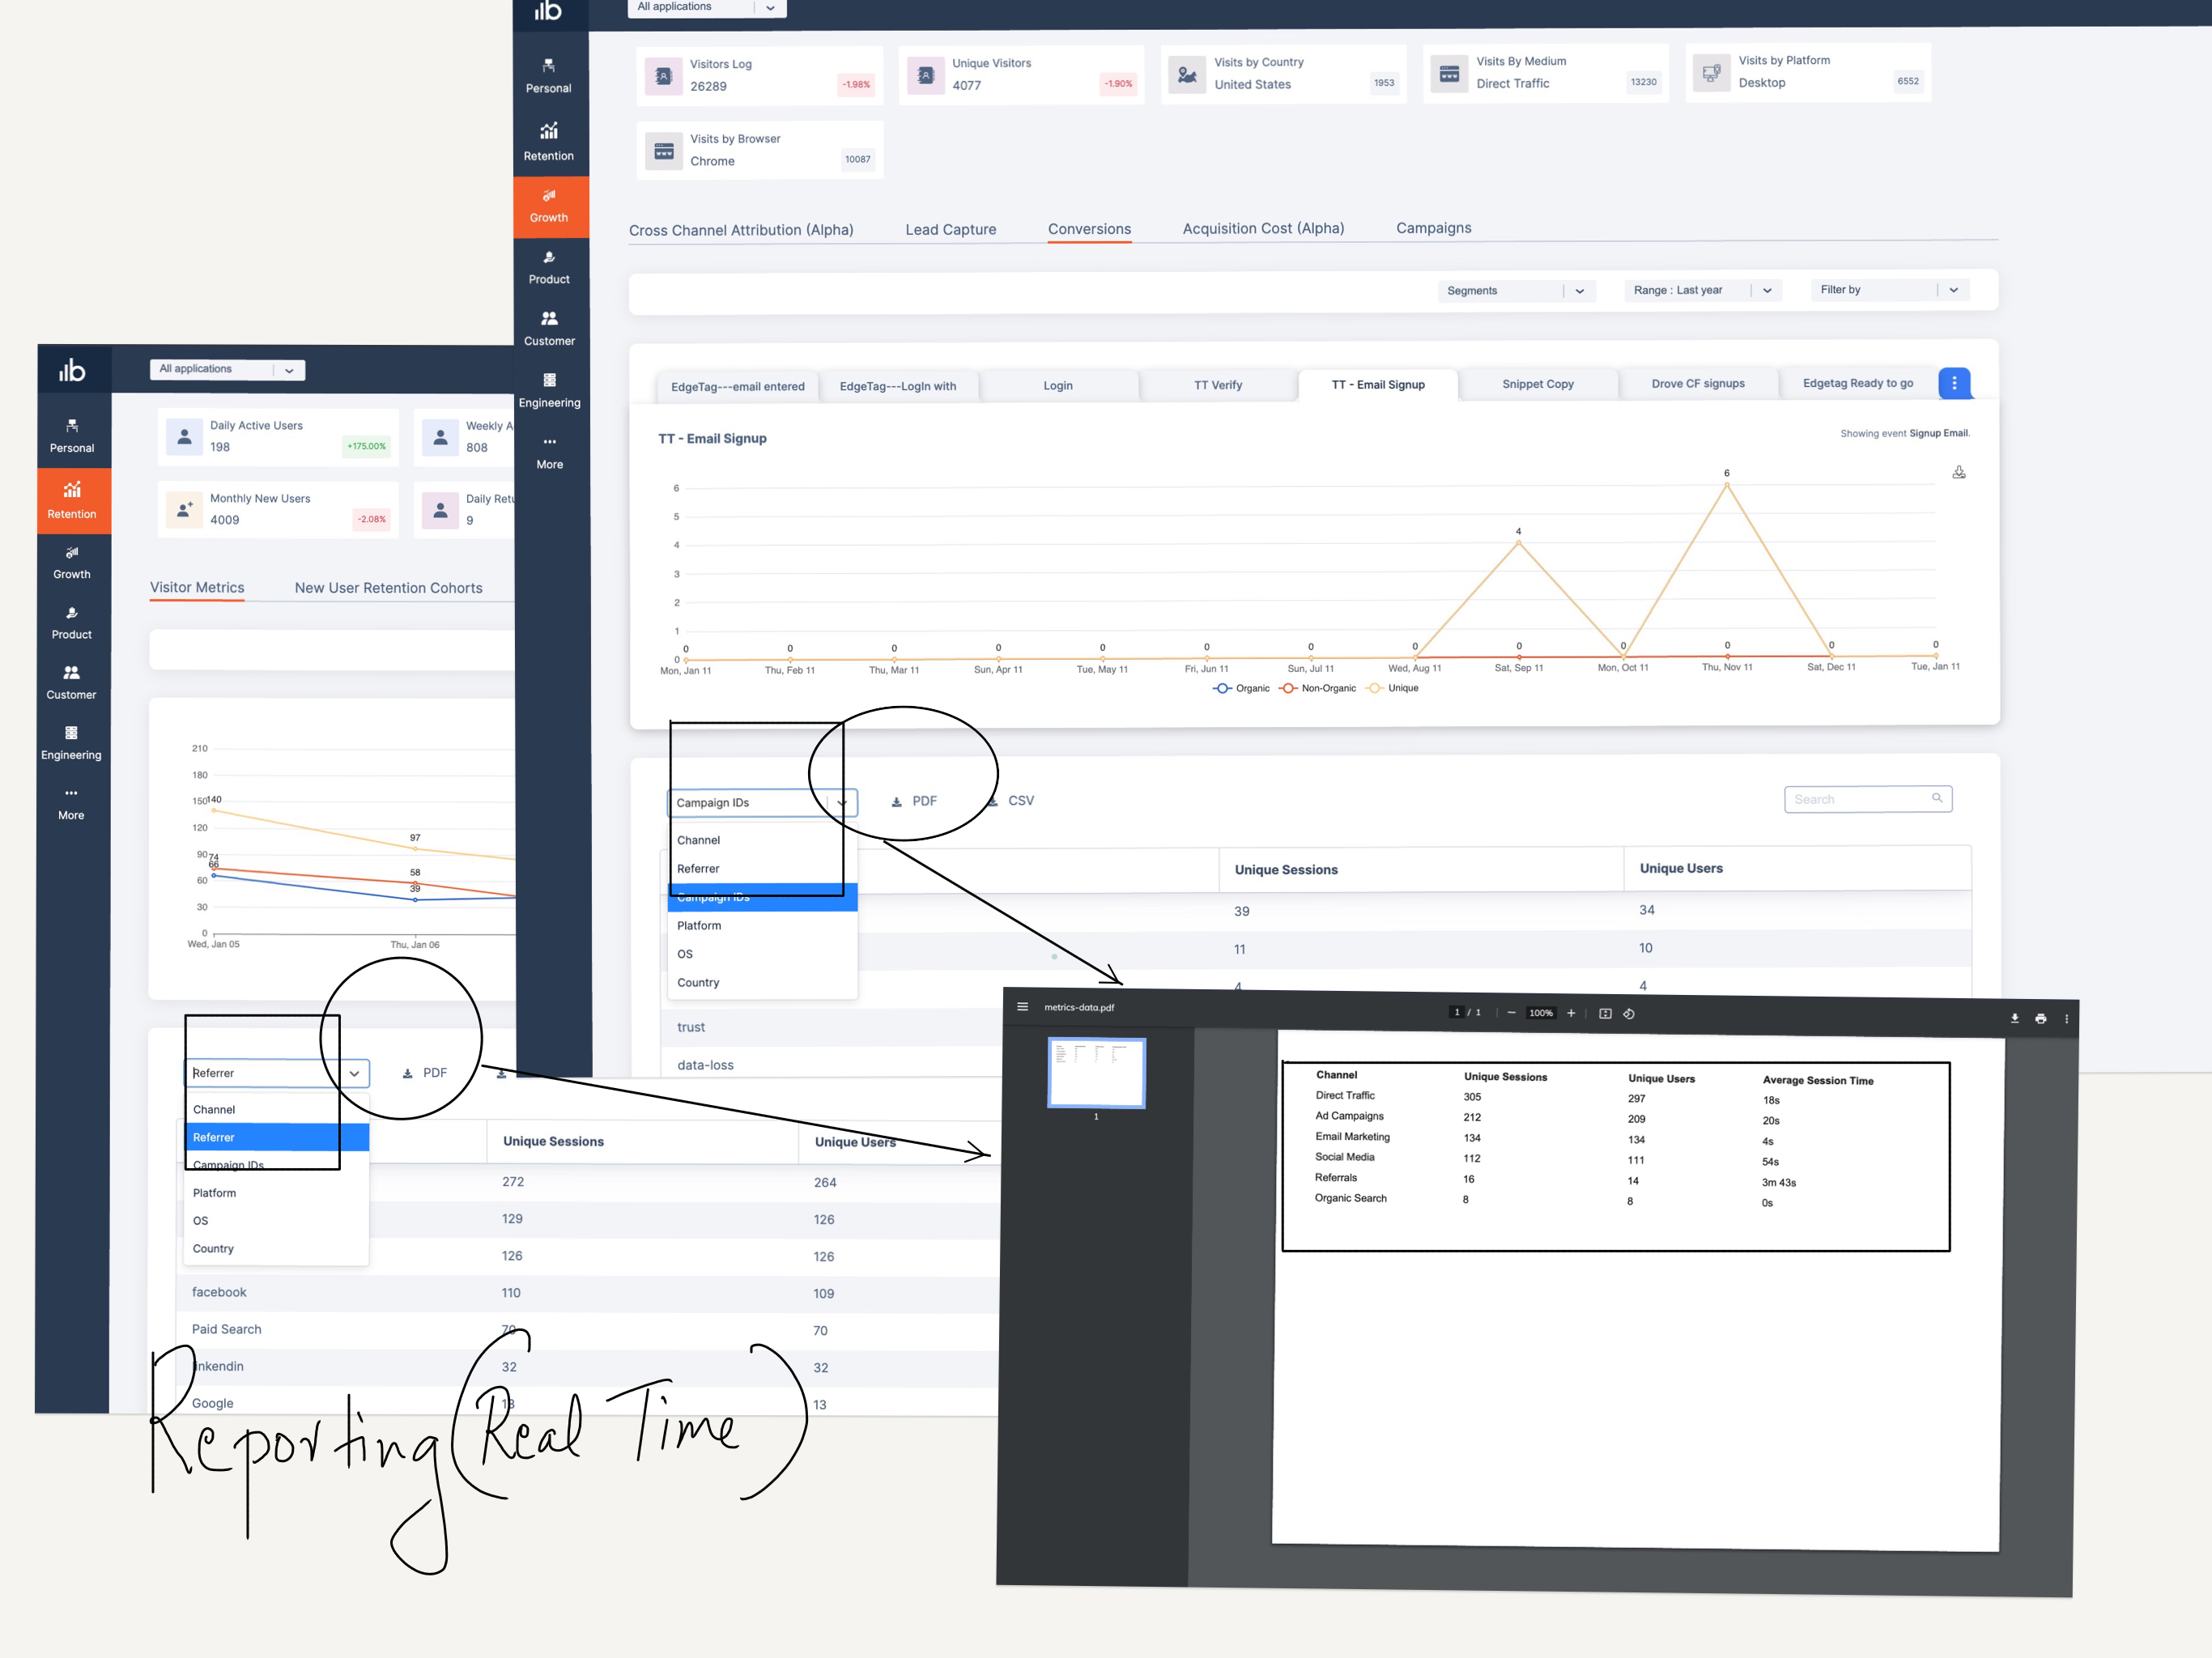 All applications
Personal
Retention
Growth
Product
Customer
Engineering
More
Visitors Log
26289
-1.98%
Unique Visitors
4077
-1.90%
Visits by Country
United States
1953
Visits By Medium
Direct Traffic
13230
Visits by Platform
Desktop
6552
Visits by Browser
Chrome
10087
Cross Channel Attribution (Alpha) Lead Capture Conversions Acquisition Cost (Alpha) Campaigns
Segments Range : Last year Filter by
EdgeTag---email entered EdgeTag---LogIn with Login TT Verify TT - Email Signup Snippet Copy Drove CF signups Edgetag Ready to go
TT - Email Signup
Showing event Signup Email.
6
5
4
3
2
1
0
0 0 0 0 0 0 0 0 4 0 0 6 0 0 0
Mon, Jan 11 Thu, Feb 11 Thu, Mar 11 Sun, Apr 11 Tue, May 11 Fri, Jun 11 Sun, Jul 11 Wed, Aug 11 Sat, Sep 11 Mon, Oct 11 Thu, Nov 11 Sat, Dec 11 Tue, Jan 11
Organic Non-Organic Unique
Campaign IDs PDF CSV Search
Channel
Referrer
Campaign IDs
Platform
OS
Country
Unique Sessions Unique Users
39 34
11 10
4 4
trust
data-loss
All applications
Personal
Retention
Growth
Product
Customer
Engineering
More
Daily Active Users
198
+175.00%
Weekly A
808
Monthly New Users
4009
-2.08%
Daily Retu
9
Visitor Metrics New User Retention Cohorts
210
180
150
120
90
60
30
0
140
74
66
97
58
39
Wed, Jan 05 Thu, Jan 06
Referrer PDF
Channel
Referrer
Campaign IDs
Platform
OS
Country
Unique Sessions Unique Users
272 264
129 126
126 126
facebook 110 109
Paid Search 70 70
linkendin 32 32
Google 13 13
metrics-data.pdf 1 / 1 100%
1
Channel Unique Sessions Unique Users Average Session Time
Direct Traffic 305 297 18s
Ad Campaigns 212 209 20s
Email Marketing 134 134 4s
Social Media 112 111 54s
Referrals 16 14 3m 43s
Organic Search 8 8 0s
Reporting (Real Time)